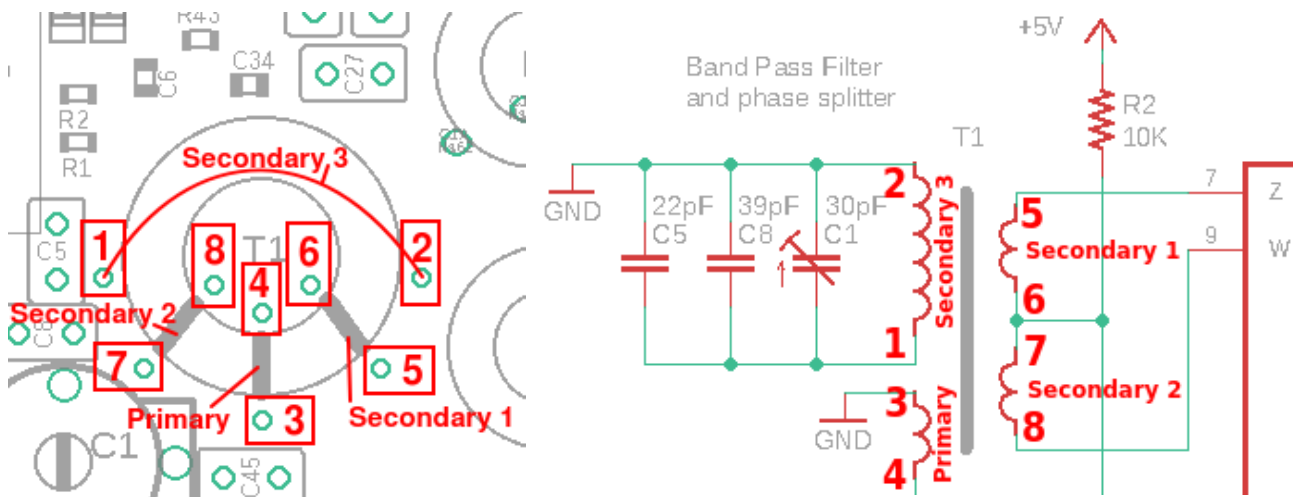 R43
C6
C34
C27
R2
R1
Secondary 3
C5
1
8
T1
6
2
4
Secondary 2
C8
7
5
Primary
3
Secondary 1
C1
C45
Band Pass Filter
and phase splitter
+5V
R2
10K
T1
GND
22pF
C5
39pF
C8
30pF
C1
2
Secondary 3
1
3
Primary
4
GND
5
Secondary 1
6
7
Secondary 2
8
7
Z
9
W